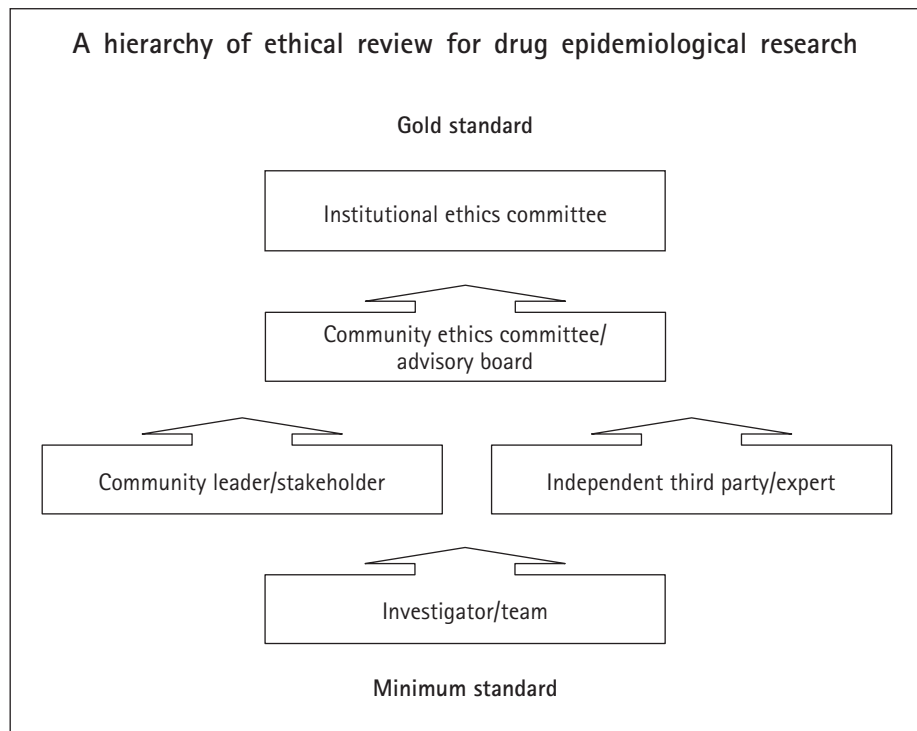 A hierarchy of ethical review for drug epidemiological research
Gold standard
Institutional ethics committee
Community ethics committee/
advisory board
Community leader/stakeholder
Independent third party/expert
Investigator/team
Minimum standard